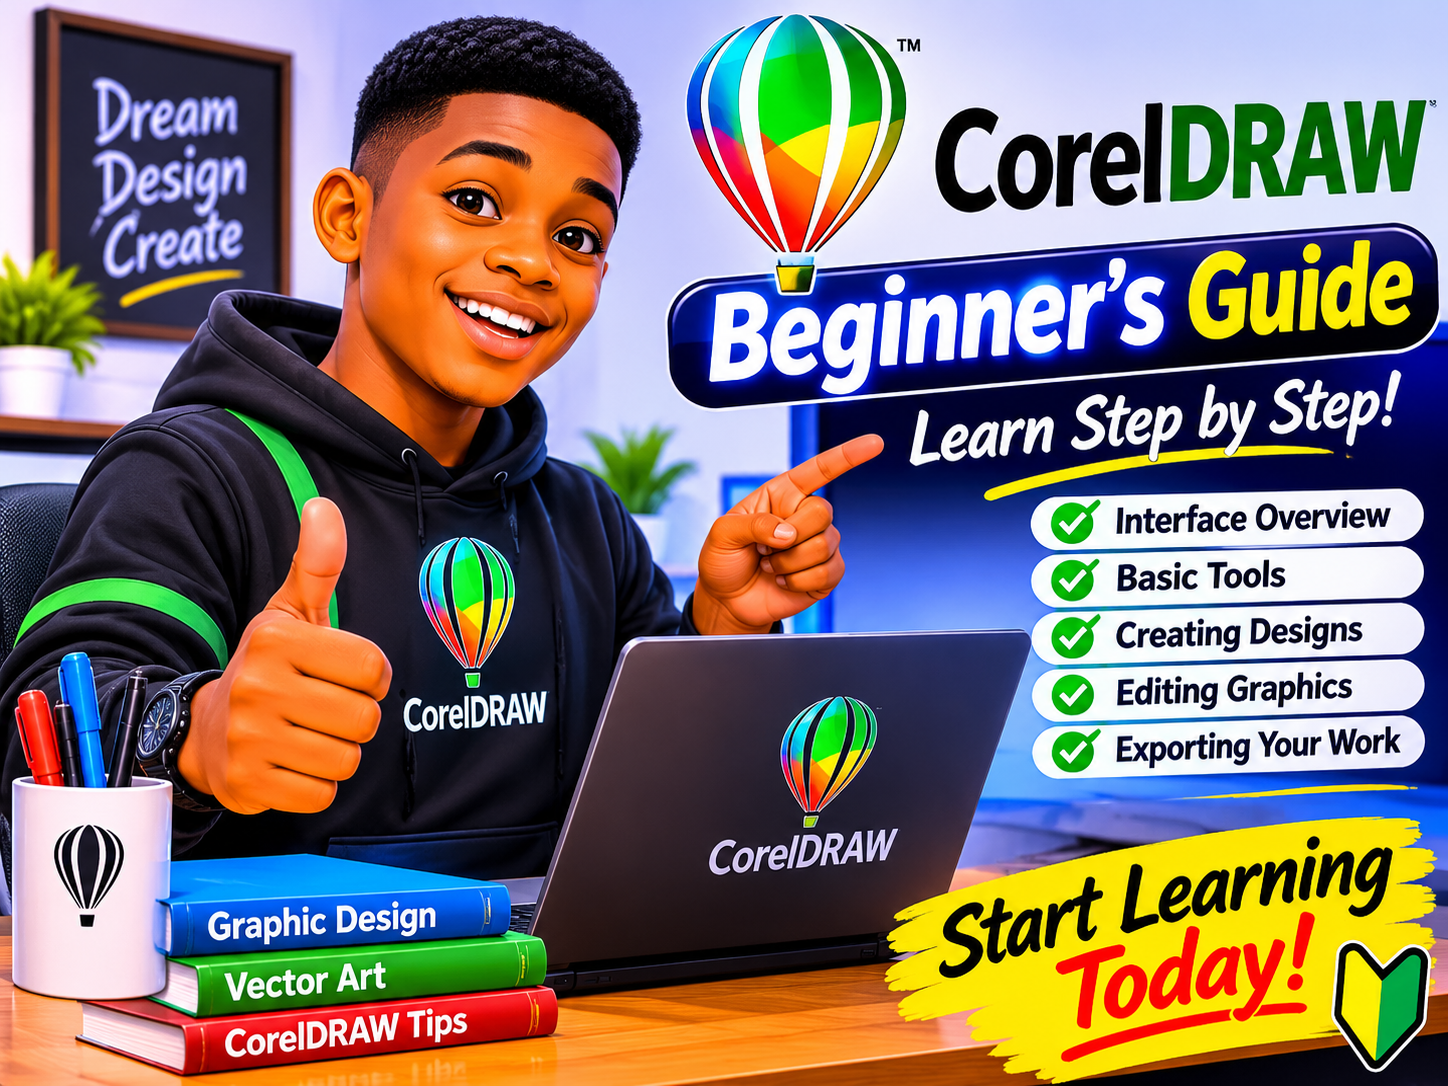 Dream
Design
Create
TM
CorelDRAW
Beginner's Guide
Learn Step by Step!
Interface Overview
Basic Tools
Creating Designs
Editing Graphics
Exporting Your Work
CorelDRAW
CorelDRAW
Graphic Design
Vector Art
CorelDRAW Tips
Start Learning
Today!